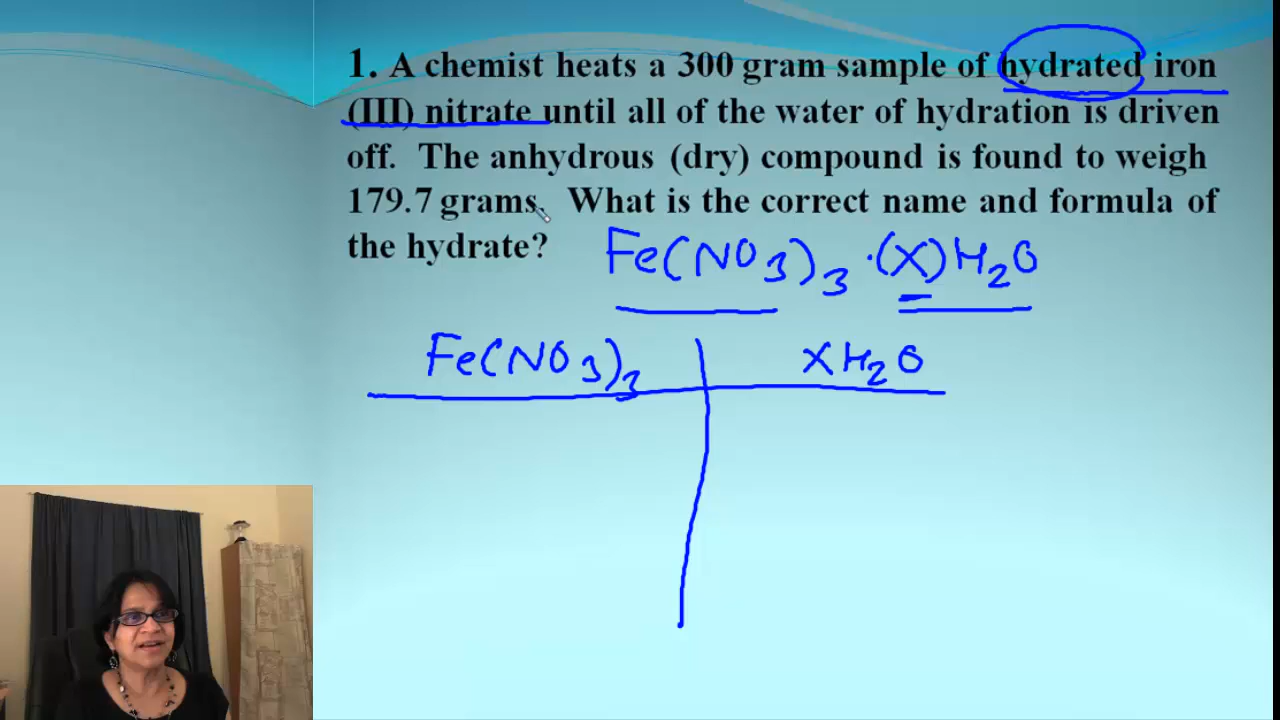 1. A chemist heats a 300 gram sample of hydrated iron
(III) nitrate until all of the water of hydration is driven
off. The anhydrous (dry) compound is found to weigh
179.7 grams. What is the correct name and formula of
the hydrate?
Fe(NO3)3 ·(X)H2O
Fe(NO3)3
XH2O